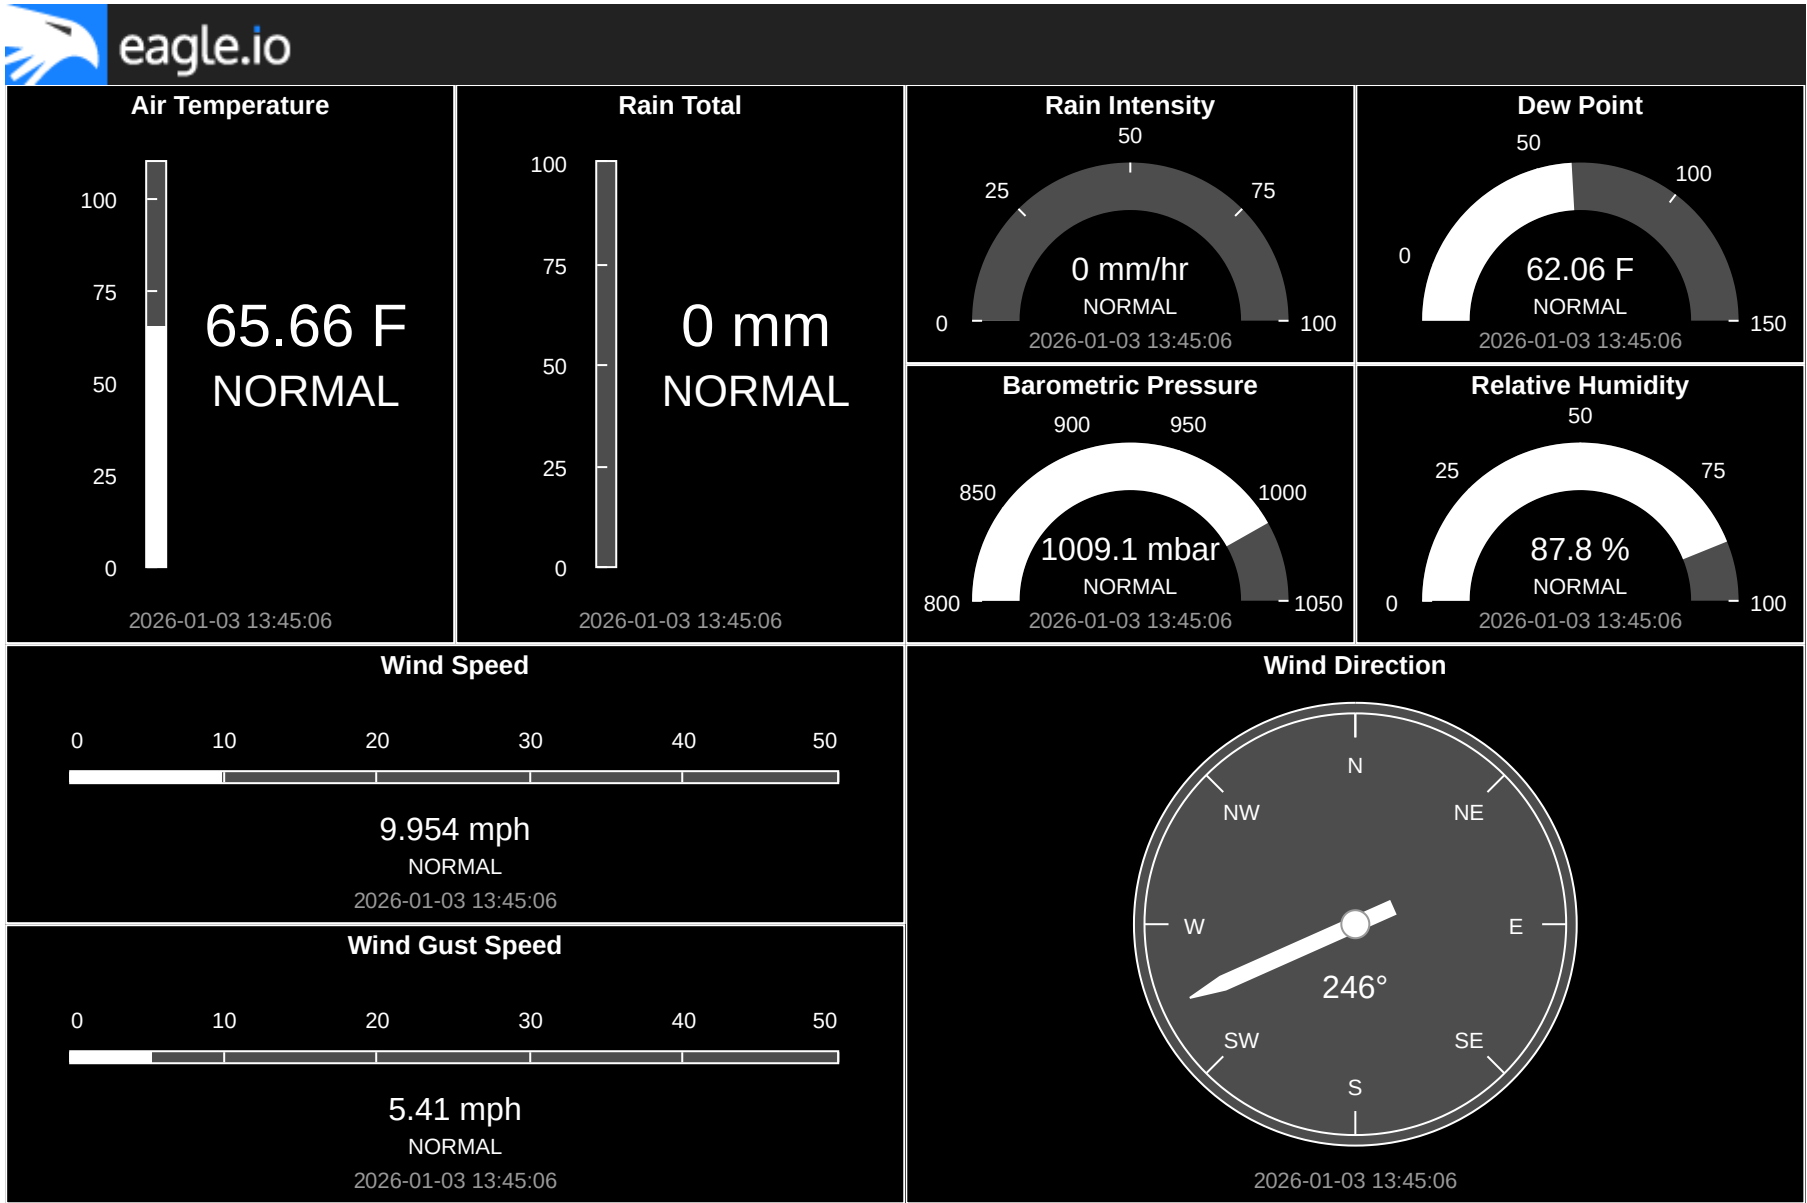 eagle.io
Air Temperature
100
75
50
25
0
65.66 F
NORMAL
2026-01-03 13:45:06
Rain Total
100
75
50
25
0
0 mm
NORMAL
2026-01-03 13:45:06
Rain Intensity
0
25
50
75
100
0 mm/hr
NORMAL
2026-01-03 13:45:06
Dew Point
0
50
100
150
62.06 F
NORMAL
2026-01-03 13:45:06
Barometric Pressure
800
850
900
950
1000
1050
1009.1 mbar
NORMAL
2026-01-03 13:45:06
Relative Humidity
0
25
50
75
100
87.8 %
NORMAL
2026-01-03 13:45:06
Wind Speed
0 10 20 30 40 50
9.954 mph
NORMAL
2026-01-03 13:45:06
Wind Gust Speed
0 10 20 30 40 50
5.41 mph
NORMAL
2026-01-03 13:45:06
Wind Direction
N
NW NE
W E
246°
SW SE
S
2026-01-03 13:45:06